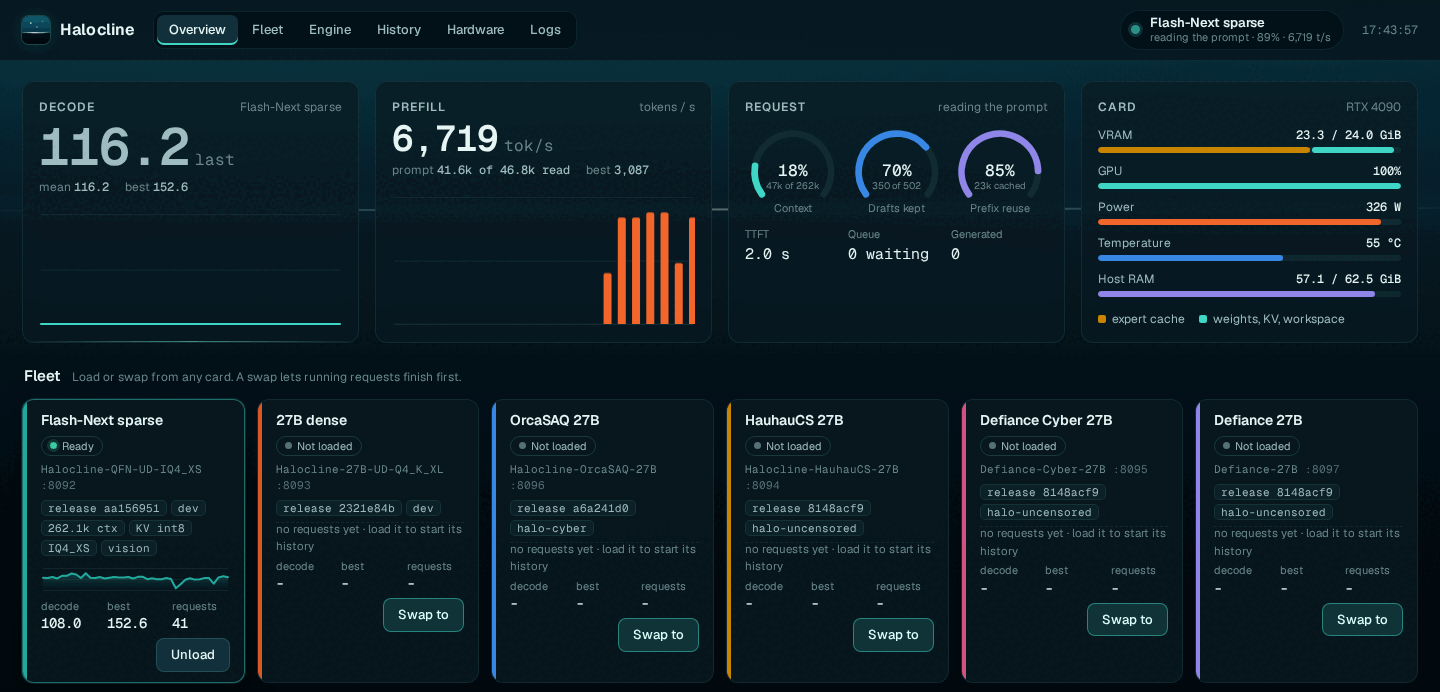 Halocline
Overview Fleet Engine History Hardware Logs
Flash-Next sparse
reading the prompt · 89% · 6,719 t/s
17:43:57
DECODE Flash-Next sparse
116.2 last
mean 116.2 best 152.6
PREFILL tokens / s
6,719 tok/s
prompt 41.6k of 46.8k read best 3,087
REQUEST reading the prompt
18% 70% 85%
47k of 262k 350 of 502 23k cached
Context Drafts kept Prefix reuse
TTFT Queue Generated
2.0 s 0 waiting 0
CARD RTX 4090
VRAM 23.3 / 24.0 GiB
GPU 100%
Power 326 W
Temperature 55 °C
Host RAM 57.1 / 62.5 GiB
expert cache weights, KV, workspace
Fleet Load or swap from any card. A swap lets running requests finish first.
Flash-Next sparse
Ready
Halocline-QFN-UD-IQ4_XS
:8092
release aa156951 dev
262.1k ctx KV int8
IQ4_XS vision
decode best requests
108.0 152.6 41
Unload
27B dense
Not loaded
Halocline-27B-UD-Q4_K_XL
:8093
release 2321e84b dev
no requests yet · load it to start its
history
decode best requests
- - -
Swap to
OrcaSAQ 27B
Not loaded
Halocline-OrcaSAQ-27B
:8096
release a6a241d0
halo-cyber
no requests yet · load it to start its
history
decode best requests
- - -
Swap to
HauhauCS 27B
Not loaded
Halocline-HauhauCS-27B
:8094
release 8148acf9
halo-uncensored
no requests yet · load it to start its
history
decode best requests
- - -
Swap to
Defiance Cyber 27B
Not loaded
Defiance-Cyber-27B :8095
release 8148acf9
halo-uncensored
no requests yet · load it to start its
history
decode best requests
- - -
Swap to
Defiance 27B
Not loaded
Defiance-27B :8097
release 8148acf9
halo-uncensored
no requests yet · load it to start its
history
decode best requests
- - -
Swap to